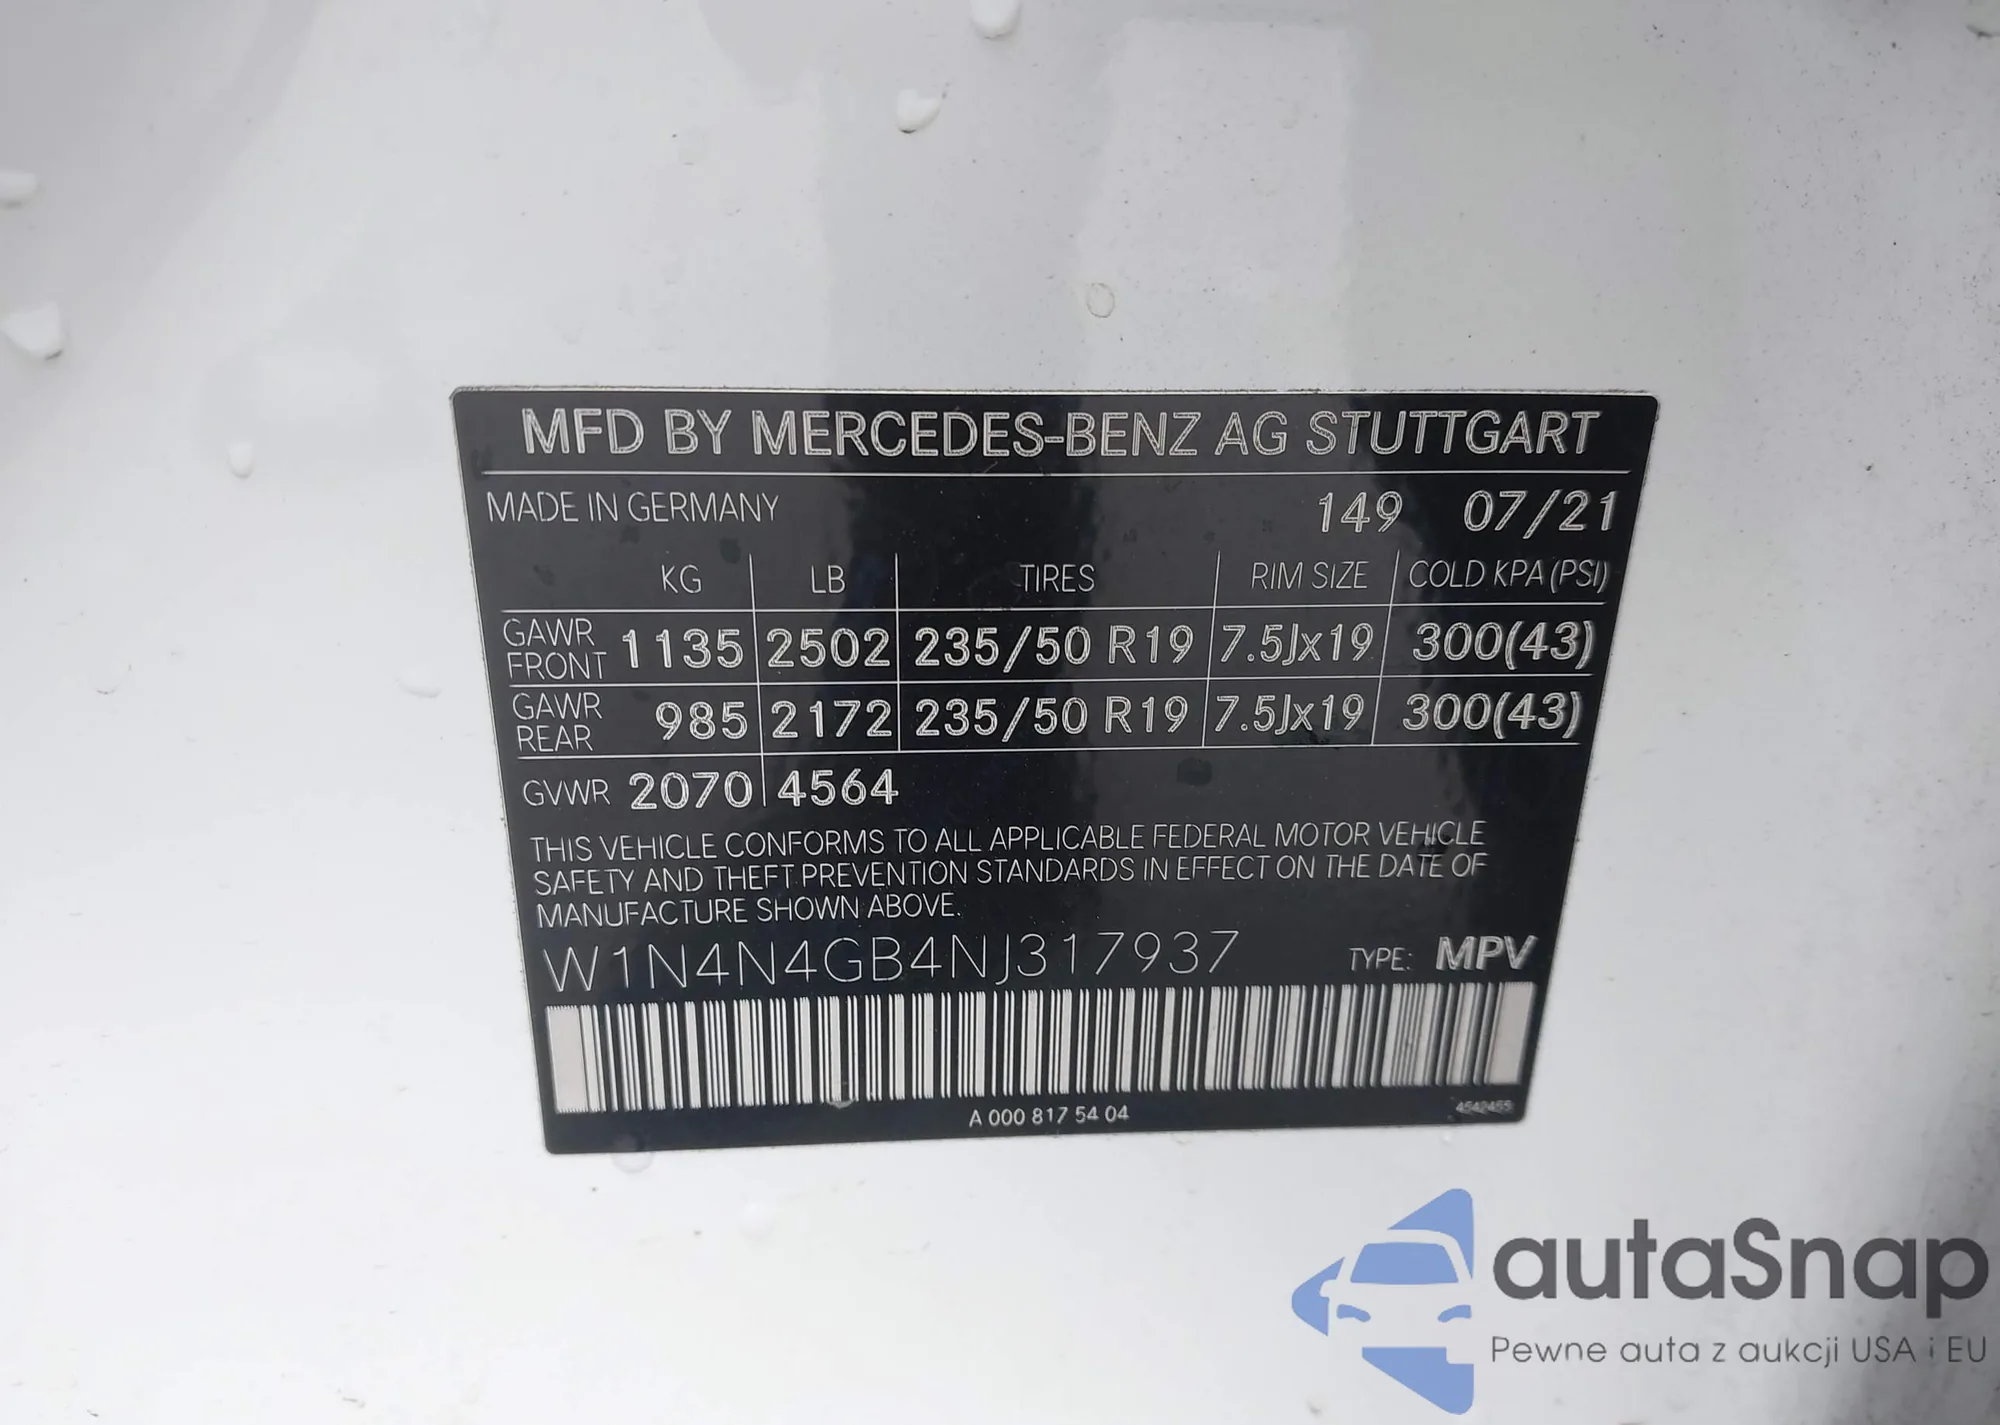 MFD BY MERCEDES-BENZ AG STUTTGART
MADE IN GERMANY 149 07/21
KG LB TIRES RIM SIZE COLD KPA (PSI)
GAWR FRONT 1135 2502 235/50 R19 7.5Jx19 300(43)
GAWR REAR 985 2172 235/50 R19 7.5Jx19 300(43)
GVWR 2070 4564
THIS VEHICLE CONFORMS TO ALL APPLICABLE FEDERAL MOTOR VEHICLE
SAFETY AND THEFT PREVENTION STANDARDS IN EFFECT ON THE DATE OF
MANUFACTURE SHOWN ABOVE.
W1N4N4GB4NJ317937 TYPE: MPV
A 000 817 54 04 4542455
autaSnap
Pewne auta z aukcji USA i EU